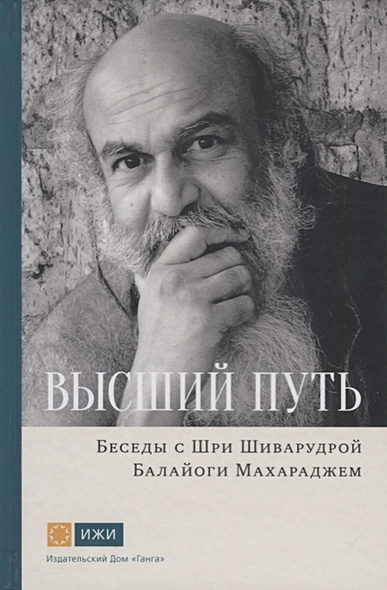 ВЫСШИЙ ПУТЬ
Беседы с Шри Шиварудрой
Балайоги Махараджем
ИЖИ
Издательский Дом «Ганга»